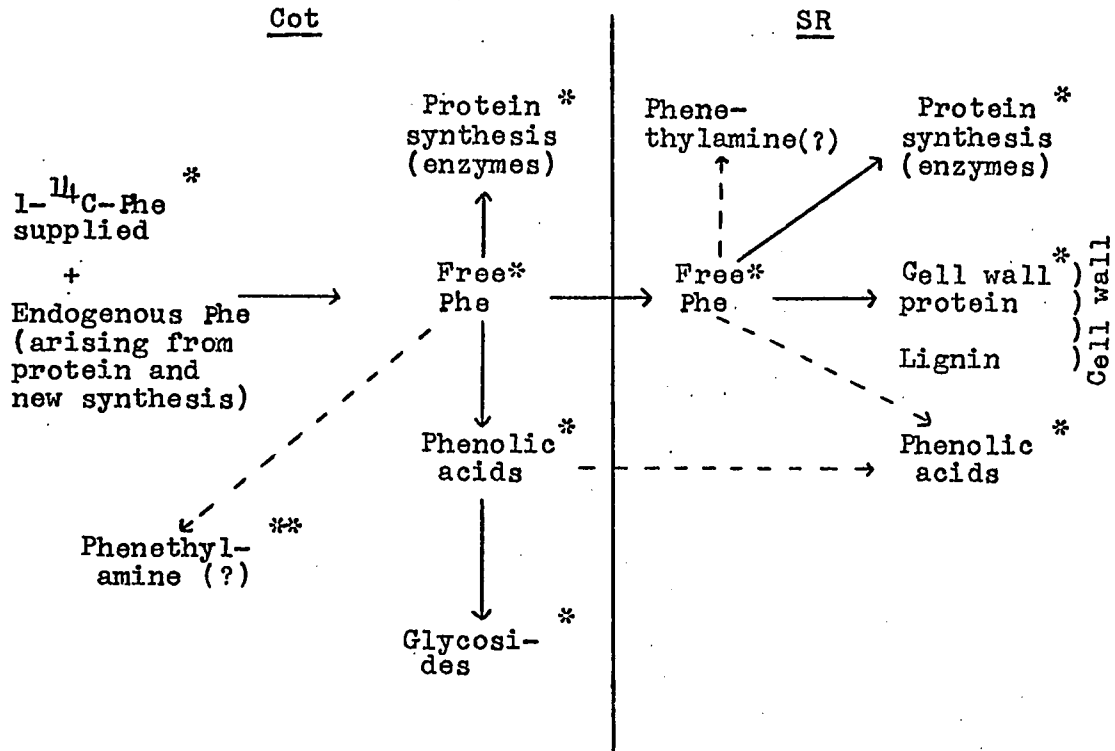 Cot
SR
Protein *
synthesis
(enzymes)
1-14C-Phe *
supplied
+
Endogenous Phe
(arising from
protein and
new synthesis)
Free*
Phe
Phenolic *
acids
Phenethyl- **
amine (?)
Glycosi- *
des
Phene-
thylamine(?)
Protein *
synthesis
(enzymes)
Free*
Phe
Cell wall *)
protein )
)
Lignin )
Cell wall
Phenolic *
acids